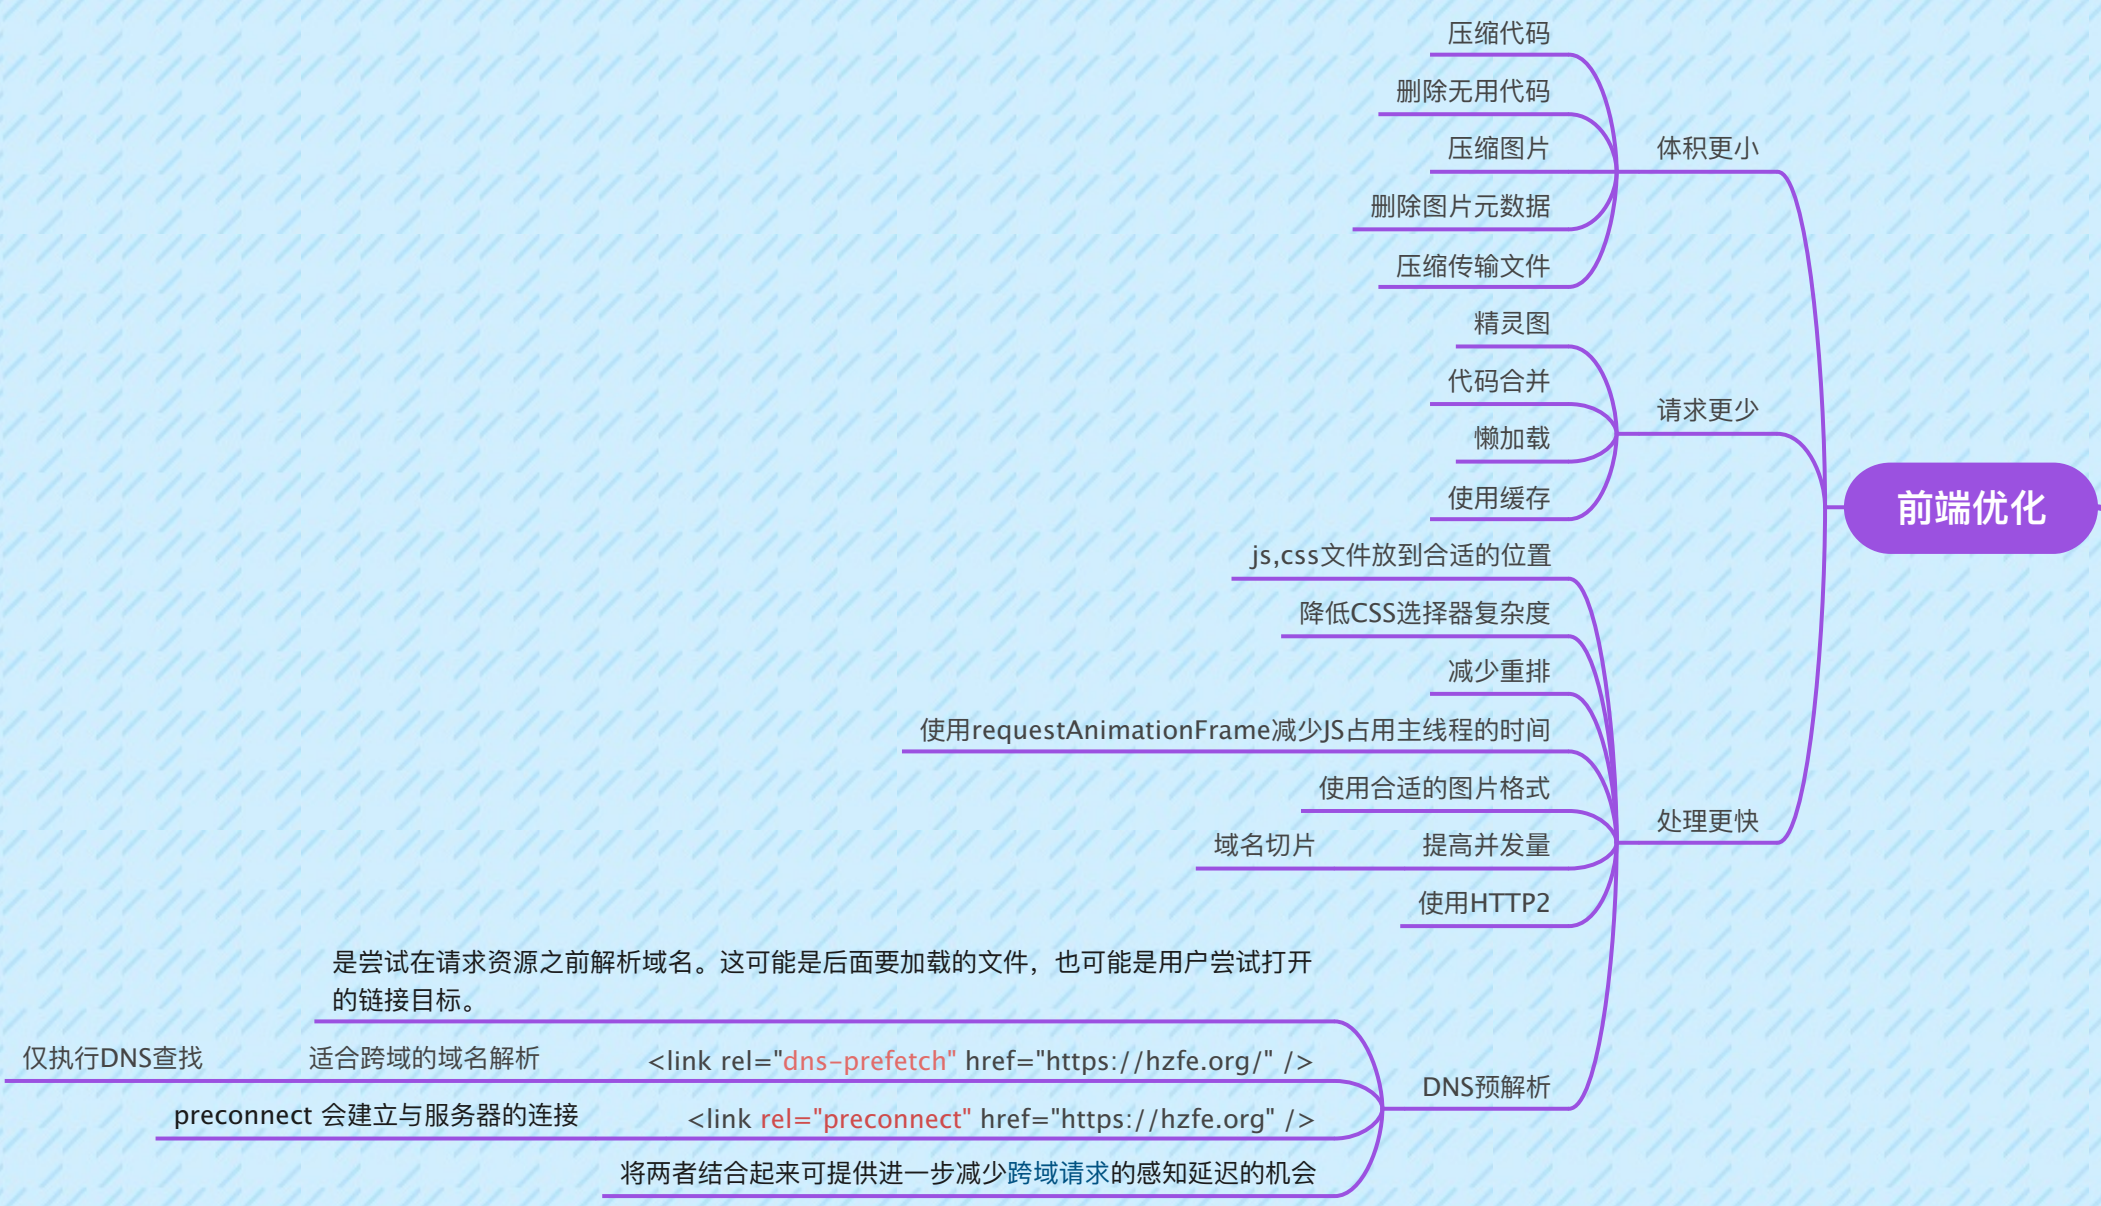 前端优化
体积更小
压缩代码
删除无用代码
压缩图片
删除图片元数据
压缩传输文件
请求更少
精灵图
代码合并
懒加载
使用缓存
处理更快
js,css文件放到合适的位置
降低CSS选择器复杂度
减少重排
使用requestAnimationFrame减少JS占用主线程的时间
使用合适的图片格式
提高并发量
域名切片
使用HTTP2
DNS预解析
是尝试在请求资源之前解析域名。这可能是后面要加载的文件，也可能是用户尝试打开
的链接目标。
<link rel="dns-prefetch" href="https://hzfe.org/" />
适合跨域的域名解析
仅执行DNS查找
<link rel="preconnect" href="https://hzfe.org" />
preconnect 会建立与服务器的连接
将两者结合起来可提供进一步减少跨域请求的感知延迟的机会